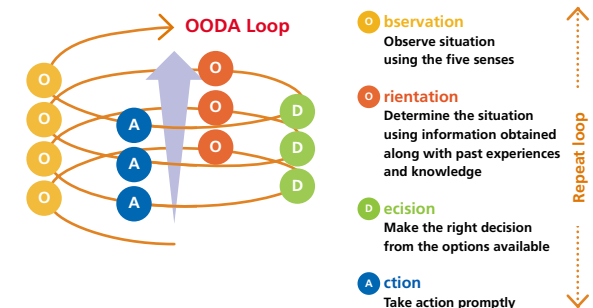 OODA Loop
O
O
O
O
O
O
O
A
A
A
D
D
D
O bservation
Observe situation
using the five senses
O rientation
Determine the situation
using information obtained
along with past experiences
and knowledge
D ecision
Make the right decision
from the options available
A ction
Take action promptly
Repeat loop